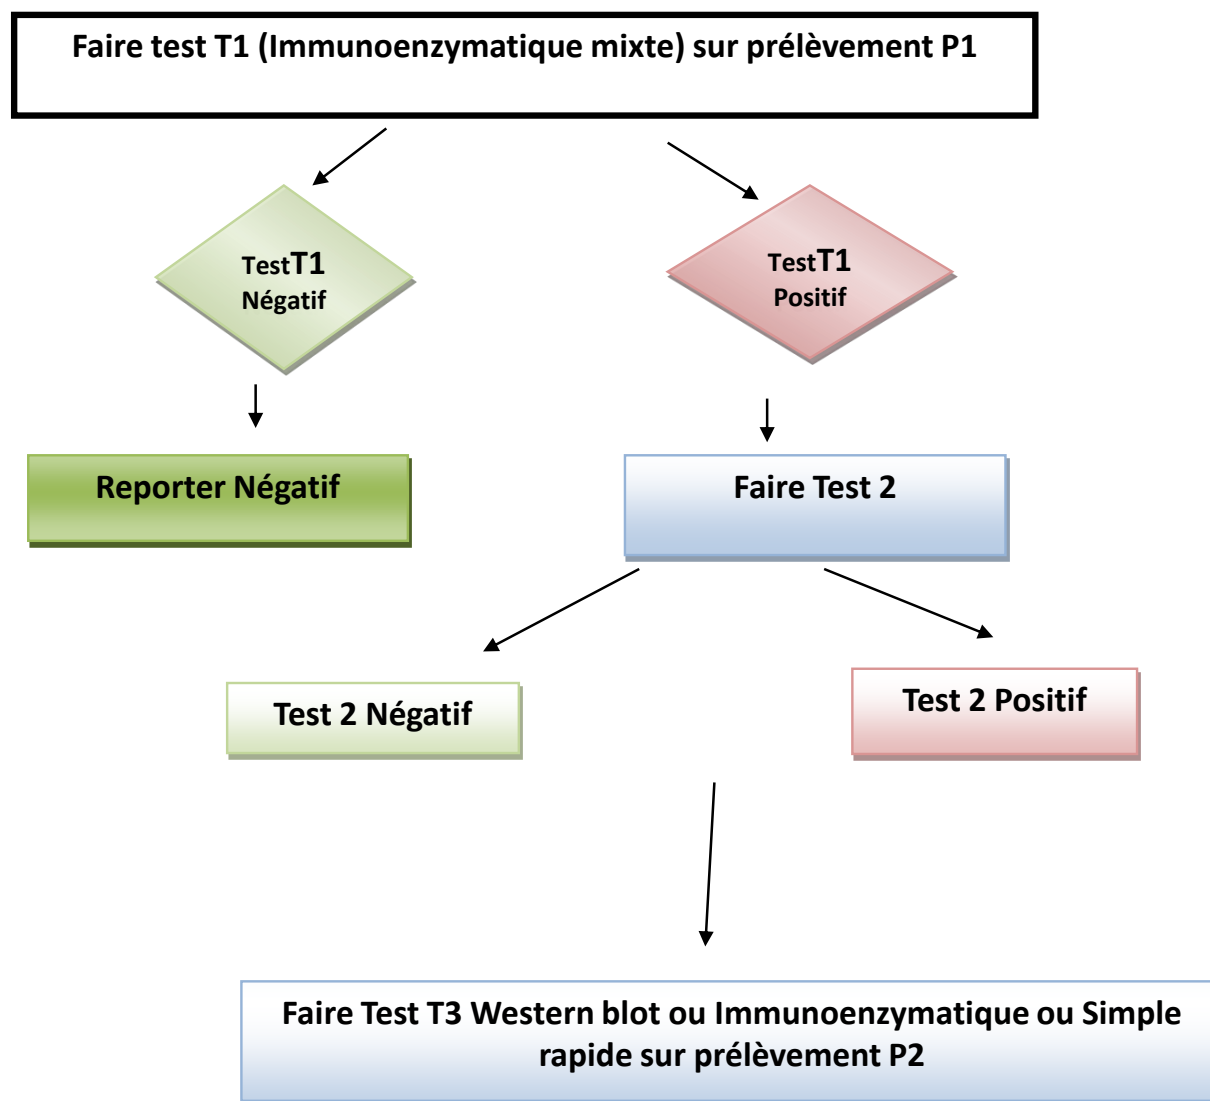 Faire test T1 (Immunoenzymatique mixte) sur prélèvement P1
TestT1
Négatif
TestT1
Positif
Reporter Négatif
Faire Test 2
Test 2 Négatif
Test 2 Positif
Faire Test T3 Western blot ou Immunoenzymatique ou Simple
rapide sur prélèvement P2